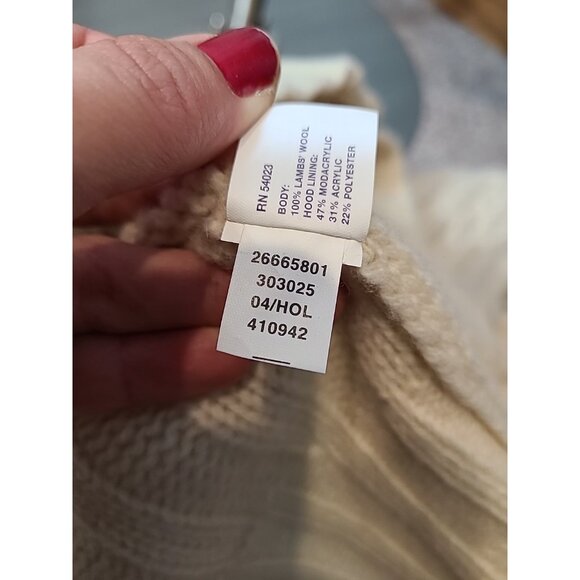 RN 54023
BODY:
100% LAMBS' WOOL
HOOD LINING:
47% MODACRYLIC
31% ACRYLIC
22% POLYESTER
26665801
303025
04/HOL
410942